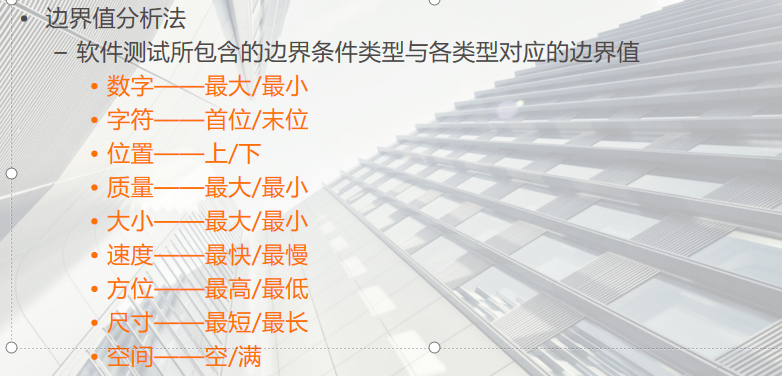 • 边界值分析法
– 软件测试所包含的边界条件类型与各类型对应的边界值
• 数字——最大/最小
• 字符——首位/末位
• 位置——上/下
• 质量——最大/最小
• 大小——最大/最小
• 速度——最快/最慢
• 方位——最高/最低
• 尺寸——最短/最长
• 空间——空/满